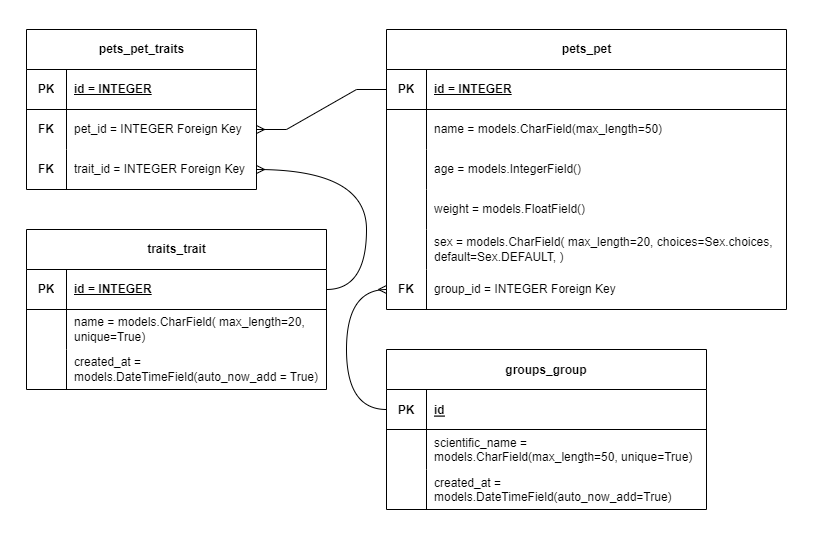 pets_pet_traits
PK id = INTEGER
FK pet_id = INTEGER Foreign Key
FK trait_id = INTEGER Foreign Key
traits_trait
PK id = INTEGER
name = models.CharField( max_length=20,
unique=True)
created_at =
models.DateTimeField(auto_now_add = True)
pets_pet
PK id = INTEGER
name = models.CharField(max_length=50)
age = models.IntegerField()
weight = models.FloatField()
sex = models.CharField( max_length=20, choices=Sex.choices,
default=Sex.DEFAULT, )
FK group_id = INTEGER Foreign Key
groups_group
PK id
scientific_name =
models.CharField(max_length=50, unique=True)
created_at =
models.DateTimeField(auto_now_add=True)